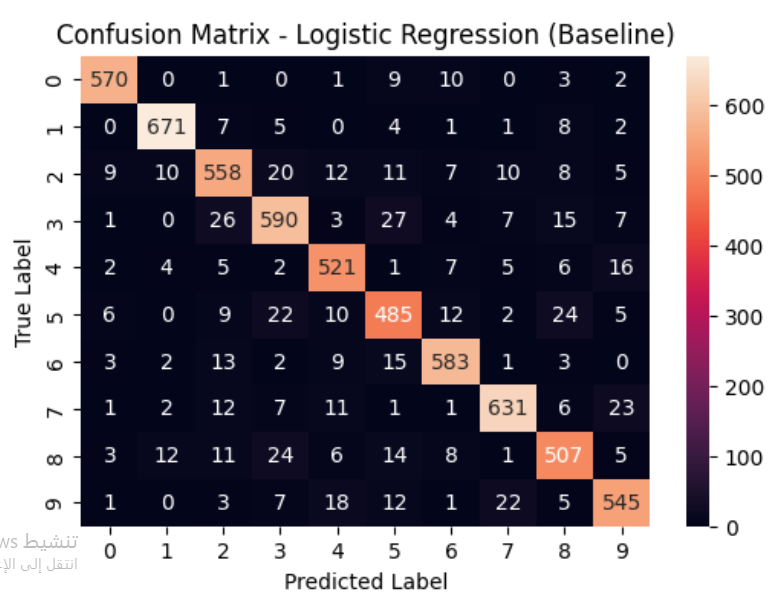 Confusion Matrix - Logistic Regression (Baseline)
0 570 0 1 0 1 9 10 0 3 2
1 0 671 7 5 0 4 1 1 8 2
2 9 10 558 20 12 11 7 10 8 5
3 1 0 26 590 3 27 4 7 15 7
4 2 4 5 2 521 1 7 5 6 16
5 6 0 9 22 10 485 12 2 24 5
6 3 2 13 2 9 15 583 1 3 0
7 1 2 12 7 11 1 1 631 6 23
8 3 12 11 24 6 14 8 1 507 5
9 1 0 3 7 18 12 1 22 5 545
0 1 2 3 4 5 6 7 8 9
Predicted Label
True Label
600
500
400
300
200
100
0
تنشيط ws
انتقل إلى الإ